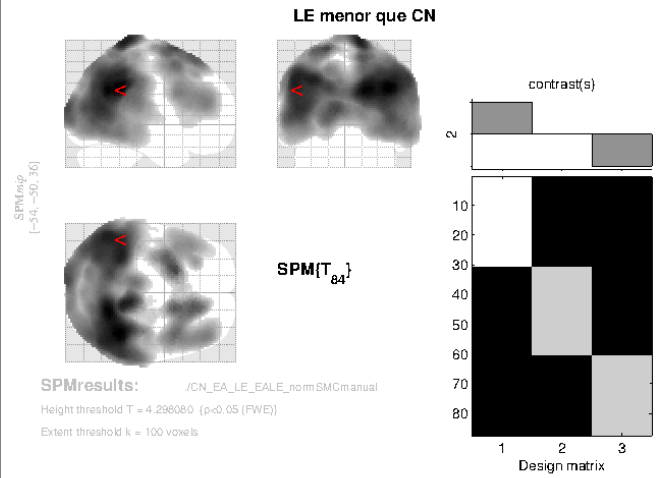 LE menor que CN
contrast(s)
2
SPMmip
[-54, -50, 36]
SPM{T84}
10
20
30
40
50
60
70
80
1 2 3
Design matrix
SPMresults: ./CN_EA_LE_EALE_normSMCmanual
Height threshold T = 4.298080 {p<0.05 (FWE)}
Extent threshold k = 100 voxels